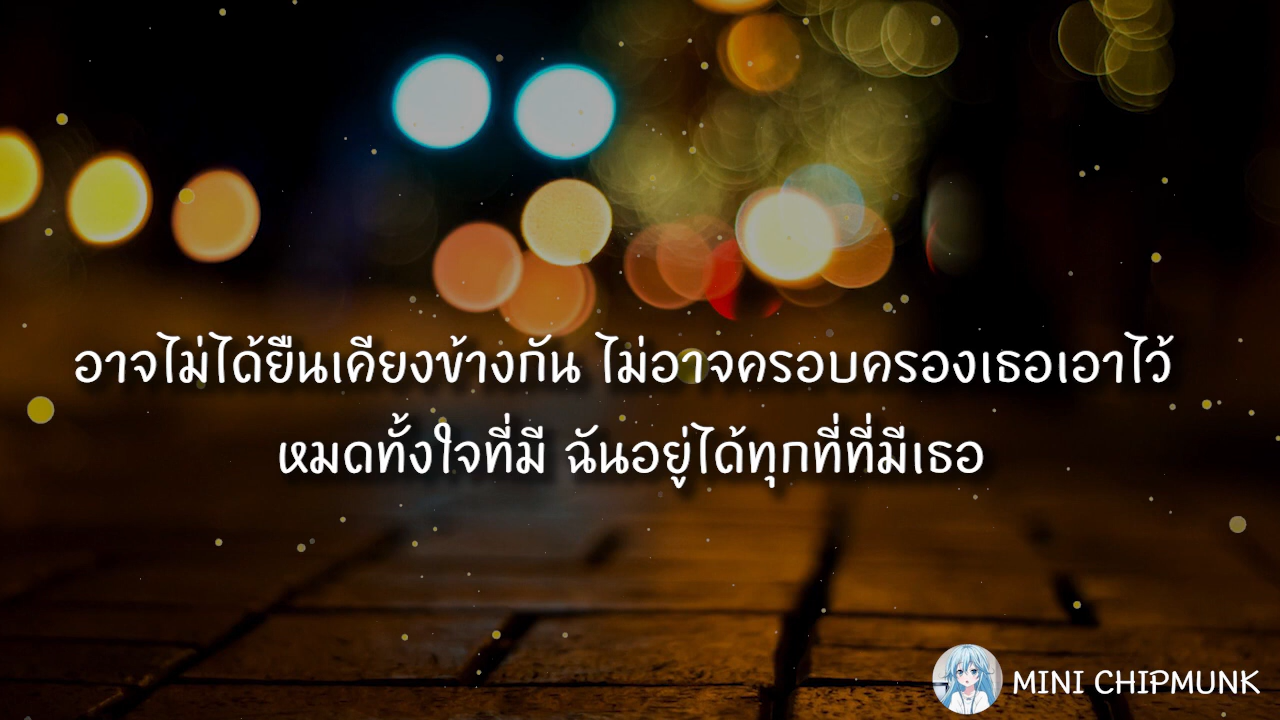 อาจไม่ได้ยืนเคียงข้างกัน ไม่อาจครอบครองเธอเอาไว้
หมดทั้งใจที่มี ฉันอยู่ได้ทุกที่ที่มีเธอ
MINI CHIPMUNK